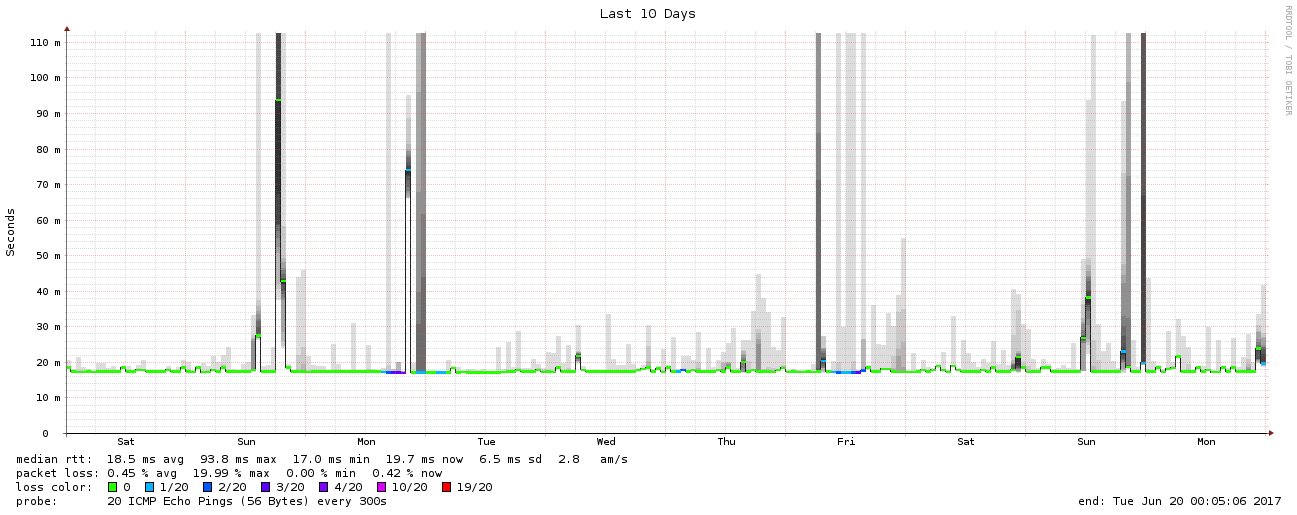 Last 10 Days
RRDTOOL / TOBI OETIKER
110 m
100 m
90 m
80 m
70 m
60 m
50 m
40 m
30 m
20 m
10 m
0
Seconds
Sat Sun Mon Tue Wed Thu Fri Sat Sun Mon
median rtt: 18.5 ms avg 93.8 ms max 17.0 ms min 19.7 ms now 6.5 ms sd 2.8 am/s
packet loss: 0.45 % avg 19.99 % max 0.00 % min 0.42 % now
loss color: 0 1/20 2/20 3/20 4/20 10/20 19/20
probe: 20 ICMP Echo Pings (56 Bytes) every 300s end: Tue Jun 20 00:05:06 2017